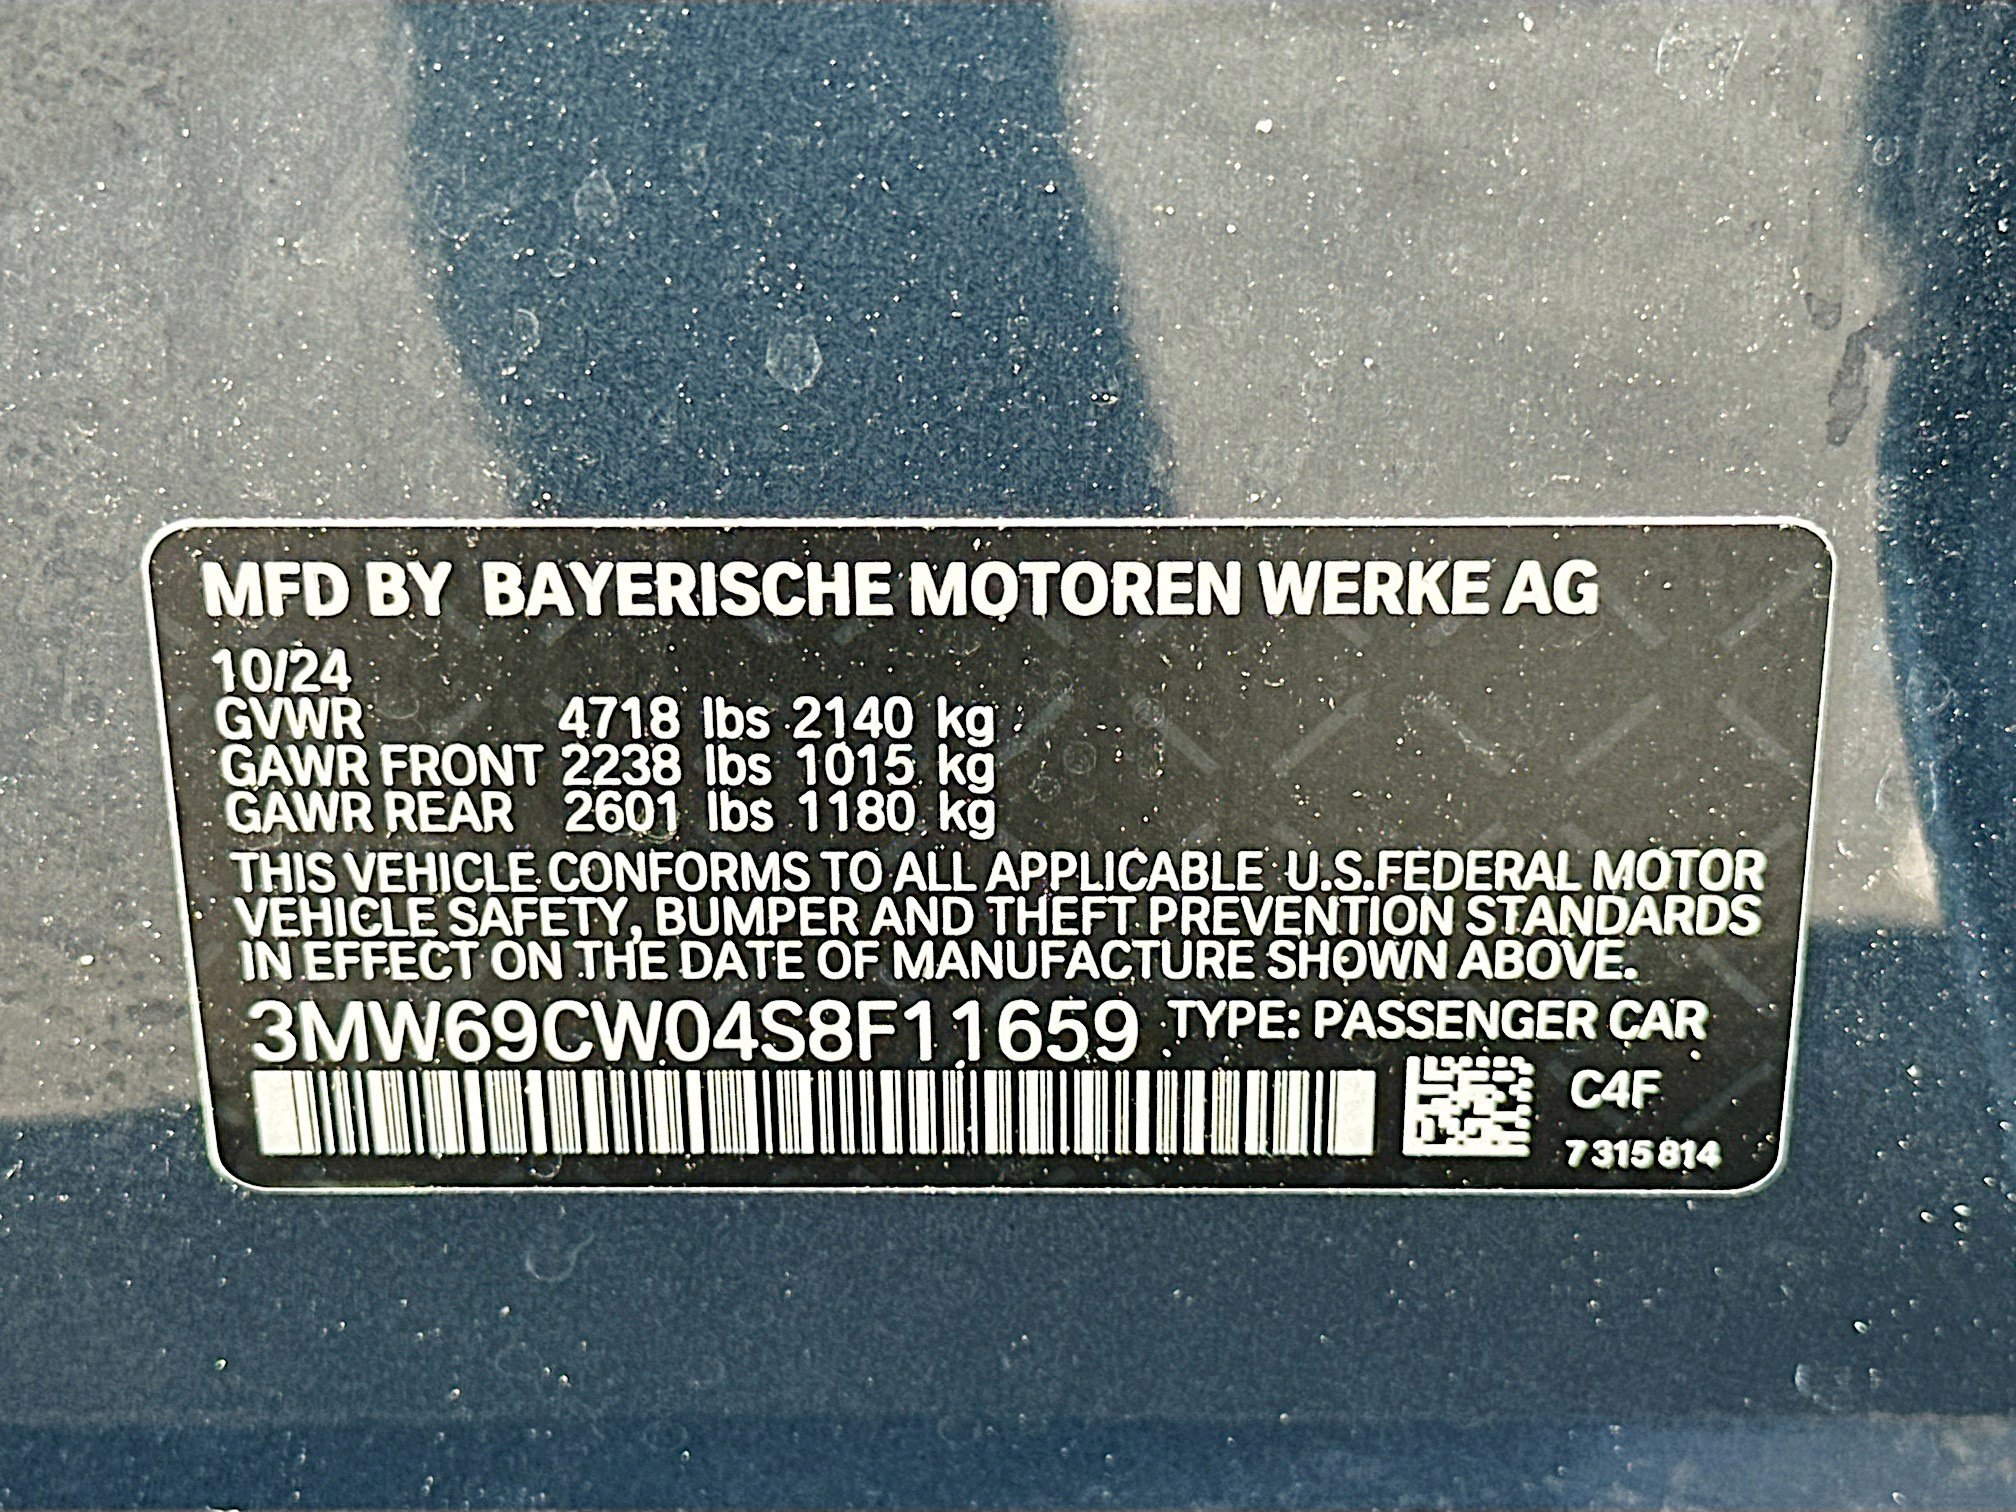 MFD BY BAYERISCHE MOTOREN WERKE AG
10/24
GVWR 4718 lbs 2140 kg
GAWR FRONT 2238 lbs 1015 kg
GAWR REAR 2601 lbs 1180 kg
THIS VEHICLE CONFORMS TO ALL APPLICABLE U.S.FEDERAL MOTOR
VEHICLE SAFETY, BUMPER AND THEFT PREVENTION STANDARDS
IN EFFECT ON THE DATE OF MANUFACTURE SHOWN ABOVE.
3MW69CW04S8F11659 TYPE: PASSENGER CAR
C4F
7 315 814